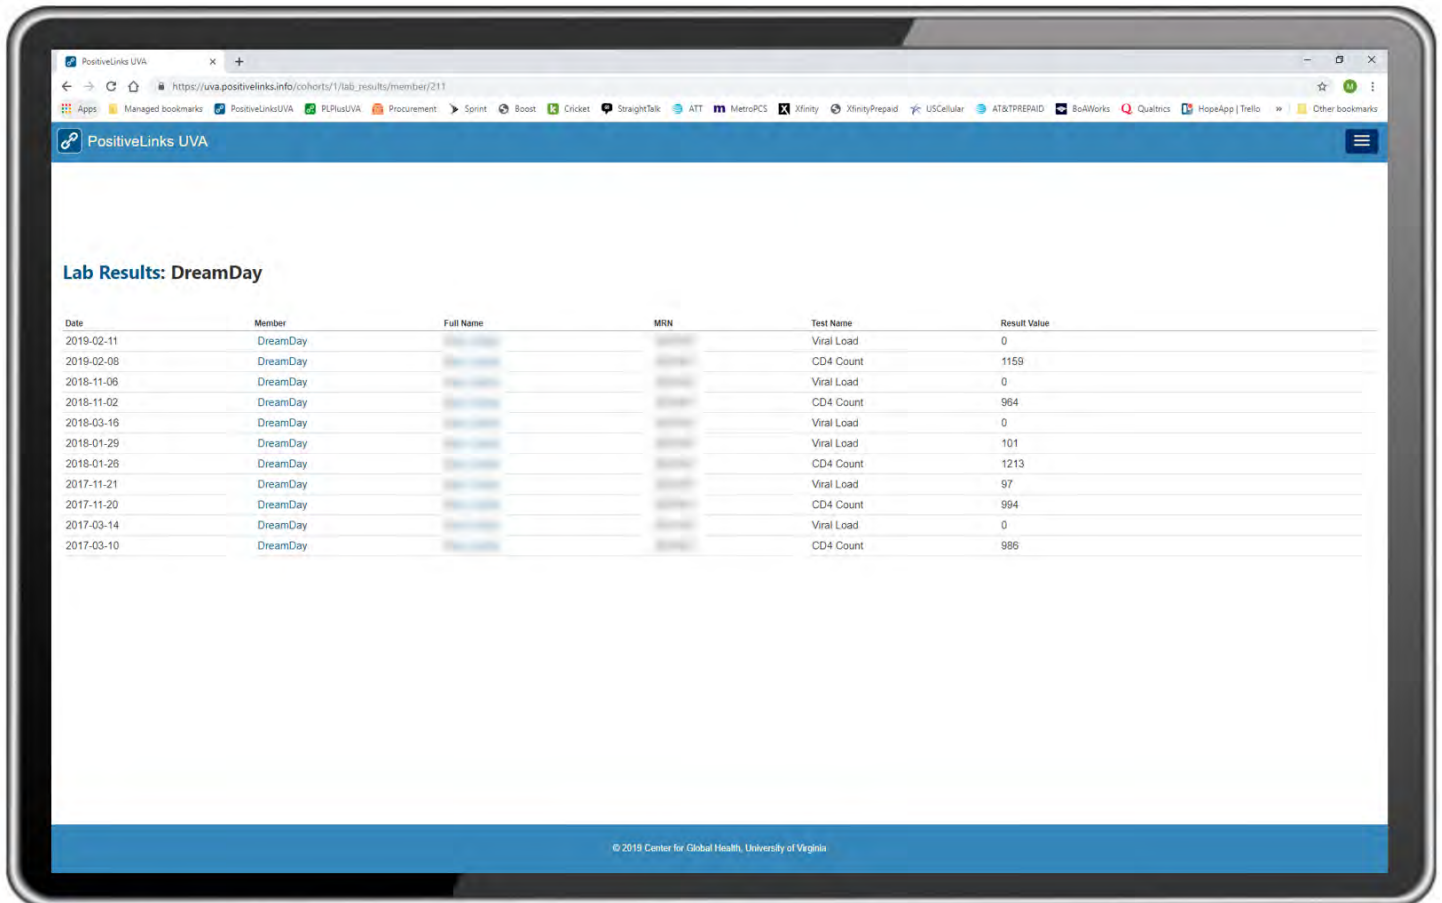 PositiveLinks UVA
https://uva.positivelinks.info/cohorts/1/lab_results/member/211
Apps Managed bookmarks PositiveLinksUVA PLPlusUVA Procurement Sprint Boost Cricket StraightTalk ATT MetroPCS Xfinity XfinityPrepaid USCellular AT&TPREPAID BoAWorks Qualtrics HopeApp | Trello » Other bookmarks
PositiveLinks UVA
Lab Results: DreamDay
Date Member Full Name MRN Test Name Result Value
2019-02-11 DreamDay Viral Load 0
2019-02-08 DreamDay CD4 Count 1159
2018-11-06 DreamDay Viral Load 0
2018-11-02 DreamDay CD4 Count 964
2018-03-16 DreamDay Viral Load 0
2018-01-29 DreamDay Viral Load 101
2018-01-26 DreamDay CD4 Count 1213
2017-11-21 DreamDay Viral Load 97
2017-11-20 DreamDay CD4 Count 994
2017-03-14 DreamDay Viral Load 0
2017-03-10 DreamDay CD4 Count 986
© 2019 Center for Global Health, University of Virginia